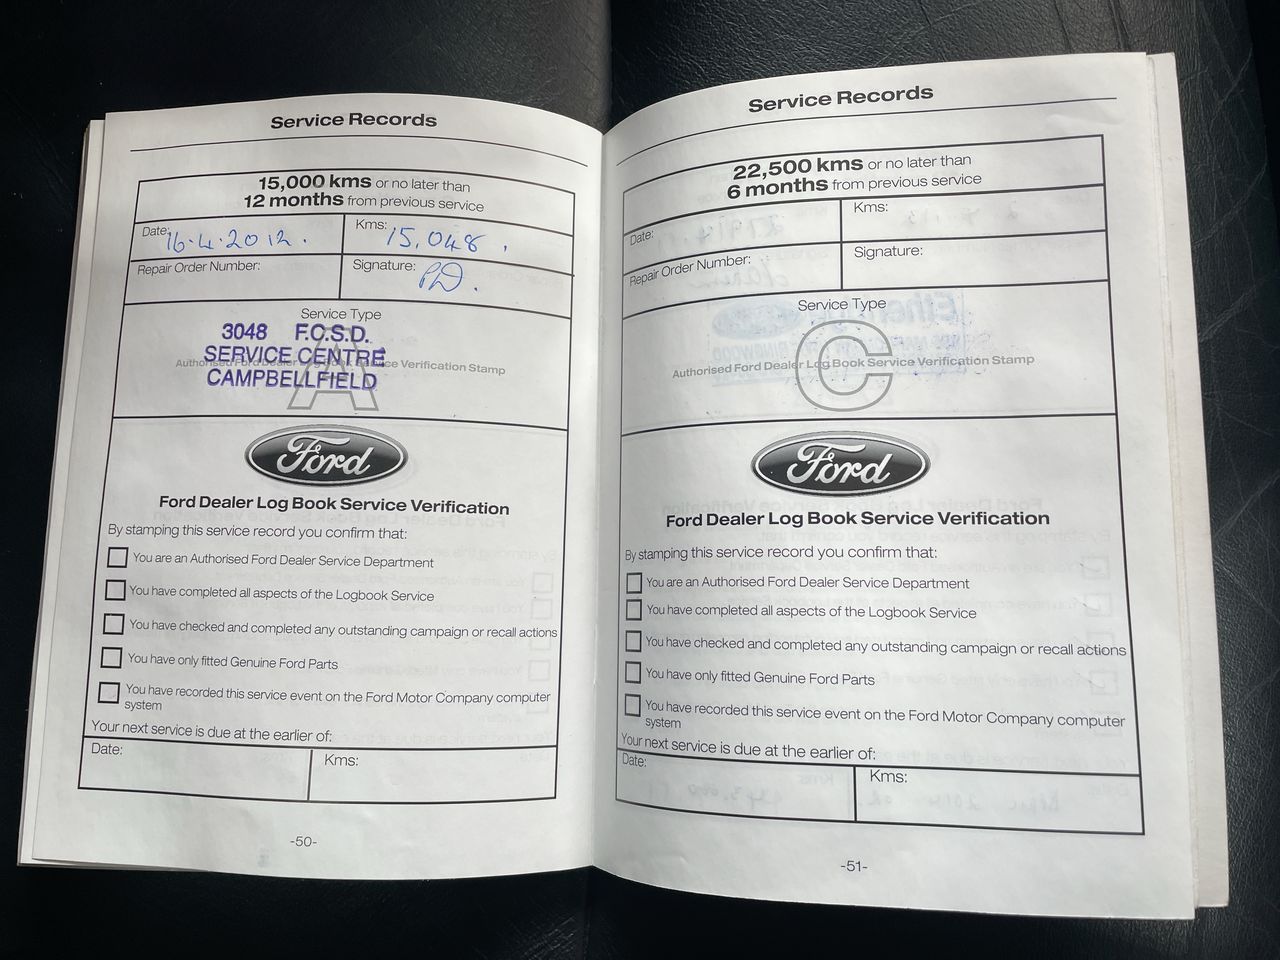 Service Records
15,000 kms or no later than
12 months from previous service
Date: 16.4.2012.
Kms: 15,048.
Repair Order Number:
Signature: PD.
Service Type
A
Authorised Ford Dealer Log Book Service Verification Stamp
3048 F.C.S.D.
SERVICE CENTRE
CAMPBELLFIELD
Ford
Ford Dealer Log Book Service Verification
By stamping this service record you confirm that:
You are an Authorised Ford Dealer Service Department
You have completed all aspects of the Logbook Service
You have checked and completed any outstanding campaign or recall actions
You have only fitted Genuine Ford Parts
You have recorded this service event on the Ford Motor Company computer
system
Your next service is due at the earlier of:
Date:
Kms:
-50-
Service Records
22,500 kms or no later than
6 months from previous service
Date:
Kms:
Repair Order Number:
Signature:
Service Type
C
Authorised Ford Dealer Log Book Service Verification Stamp
Ford
Ford Dealer Log Book Service Verification
By stamping this service record you confirm that:
You are an Authorised Ford Dealer Service Department
You have completed all aspects of the Logbook Service
You have checked and completed any outstanding campaign or recall actions
You have only fitted Genuine Ford Parts
You have recorded this service event on the Ford Motor Company computer
system
Your next service is due at the earlier of:
Date:
Kms:
-51-